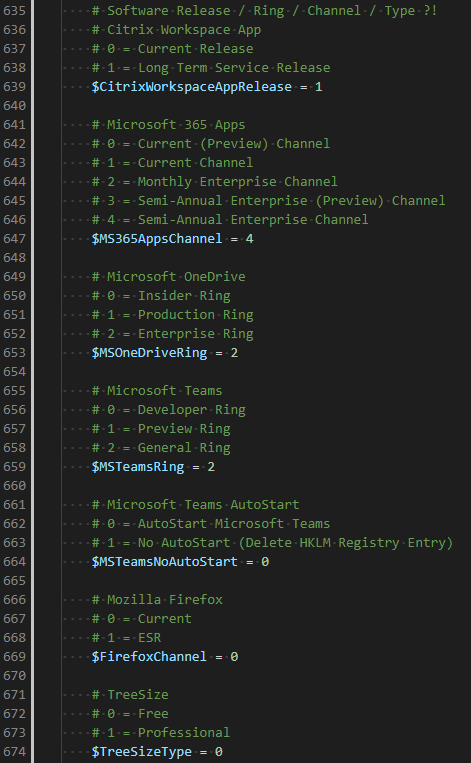 635 # Software Release / Ring / Channel / Type ?!
636 # Citrix Workspace App
637 # 0 = Current Release
638 # 1 = Long Term Service Release
639 $CitrixWorkspaceAppRelease = 1
640
641 # Microsoft 365 Apps
642 # 0 = Current (Preview) Channel
643 # 1 = Current Channel
644 # 2 = Monthly Enterprise Channel
645 # 3 = Semi-Annual Enterprise (Preview) Channel
646 # 4 = Semi-Annual Enterprise Channel
647 $MS365AppsChannel = 4
648
649 # Microsoft OneDrive
650 # 0 = Insider Ring
651 # 1 = Production Ring
652 # 2 = Enterprise Ring
653 $MSOneDriveRing = 2
654
655 # Microsoft Teams
656 # 0 = Developer Ring
657 # 1 = Preview Ring
658 # 2 = General Ring
659 $MSTeamsRing = 2
660
661 # Microsoft Teams AutoStart
662 # 0 = AutoStart Microsoft Teams
663 # 1 = No AutoStart (Delete HKLM Registry Entry)
664 $MSTeamsNoAutoStart = 0
665
666 # Mozilla Firefox
667 # 0 = Current
668 # 1 = ESR
669 $FirefoxChannel = 0
670
671 # TreeSize
672 # 0 = Free
673 # 1 = Professional
674 $TreeSizeType = 0